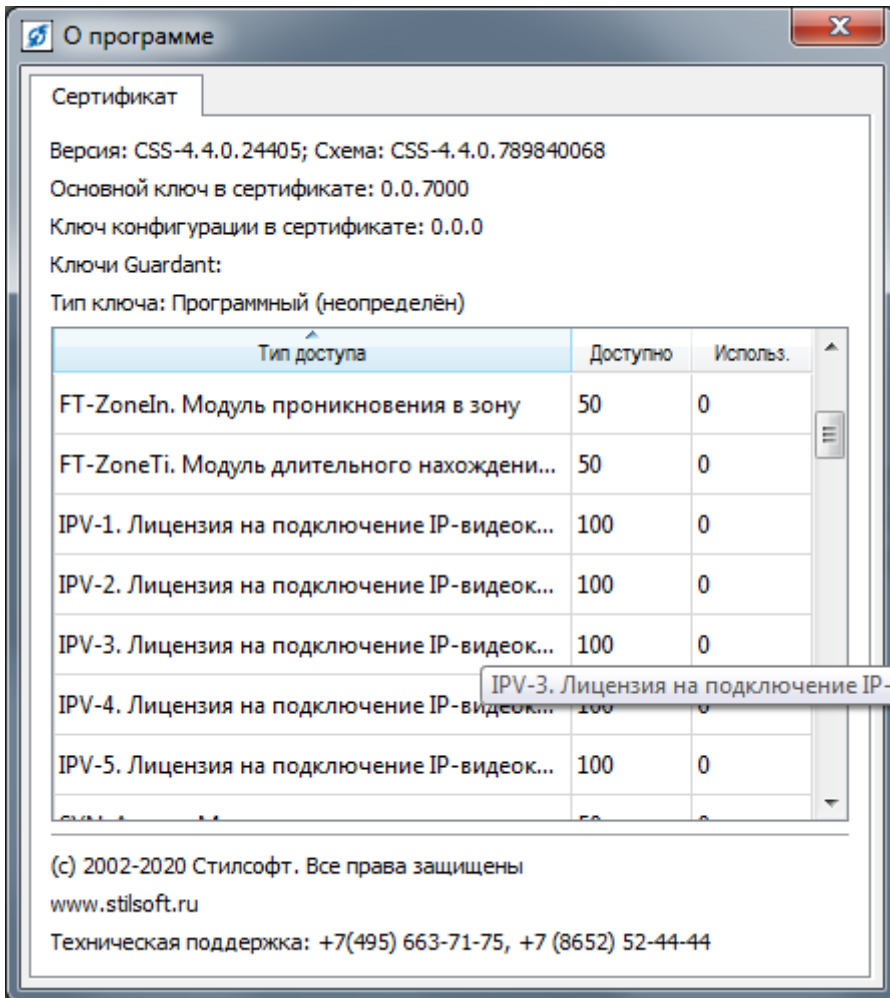 О программе
Сертификат
Версия: CSS-4.4.0.24405; Схема: CSS-4.4.0.789840068
Основной ключ в сертификате: 0.0.7000
Ключ конфигурации в сертификате: 0.0.0
Ключи Guardant:
Тип ключа: Программный (неопределён)
Тип доступа Доступно Использ.
FT-ZoneIn. Модуль проникновения в зону 50 0
FT-ZoneTi. Модуль длительного нахождени... 50 0
IPV-1. Лицензия на подключение IP-видеок... 100 0
IPV-2. Лицензия на подключение IP-видеок... 100 0
IPV-3. Лицензия на подключение IP-видеок... 100 0
IPV-3. Лицензия на подключение IP-
IPV-4. Лицензия на подключение IP-видеок... 100 0
IPV-5. Лицензия на подключение IP-видеок... 100 0
(c) 2002-2020 Стилсофт. Все права защищены
www.stilsoft.ru
Техническая поддержка: +7(495) 663-71-75, +7 (8652) 52-44-44